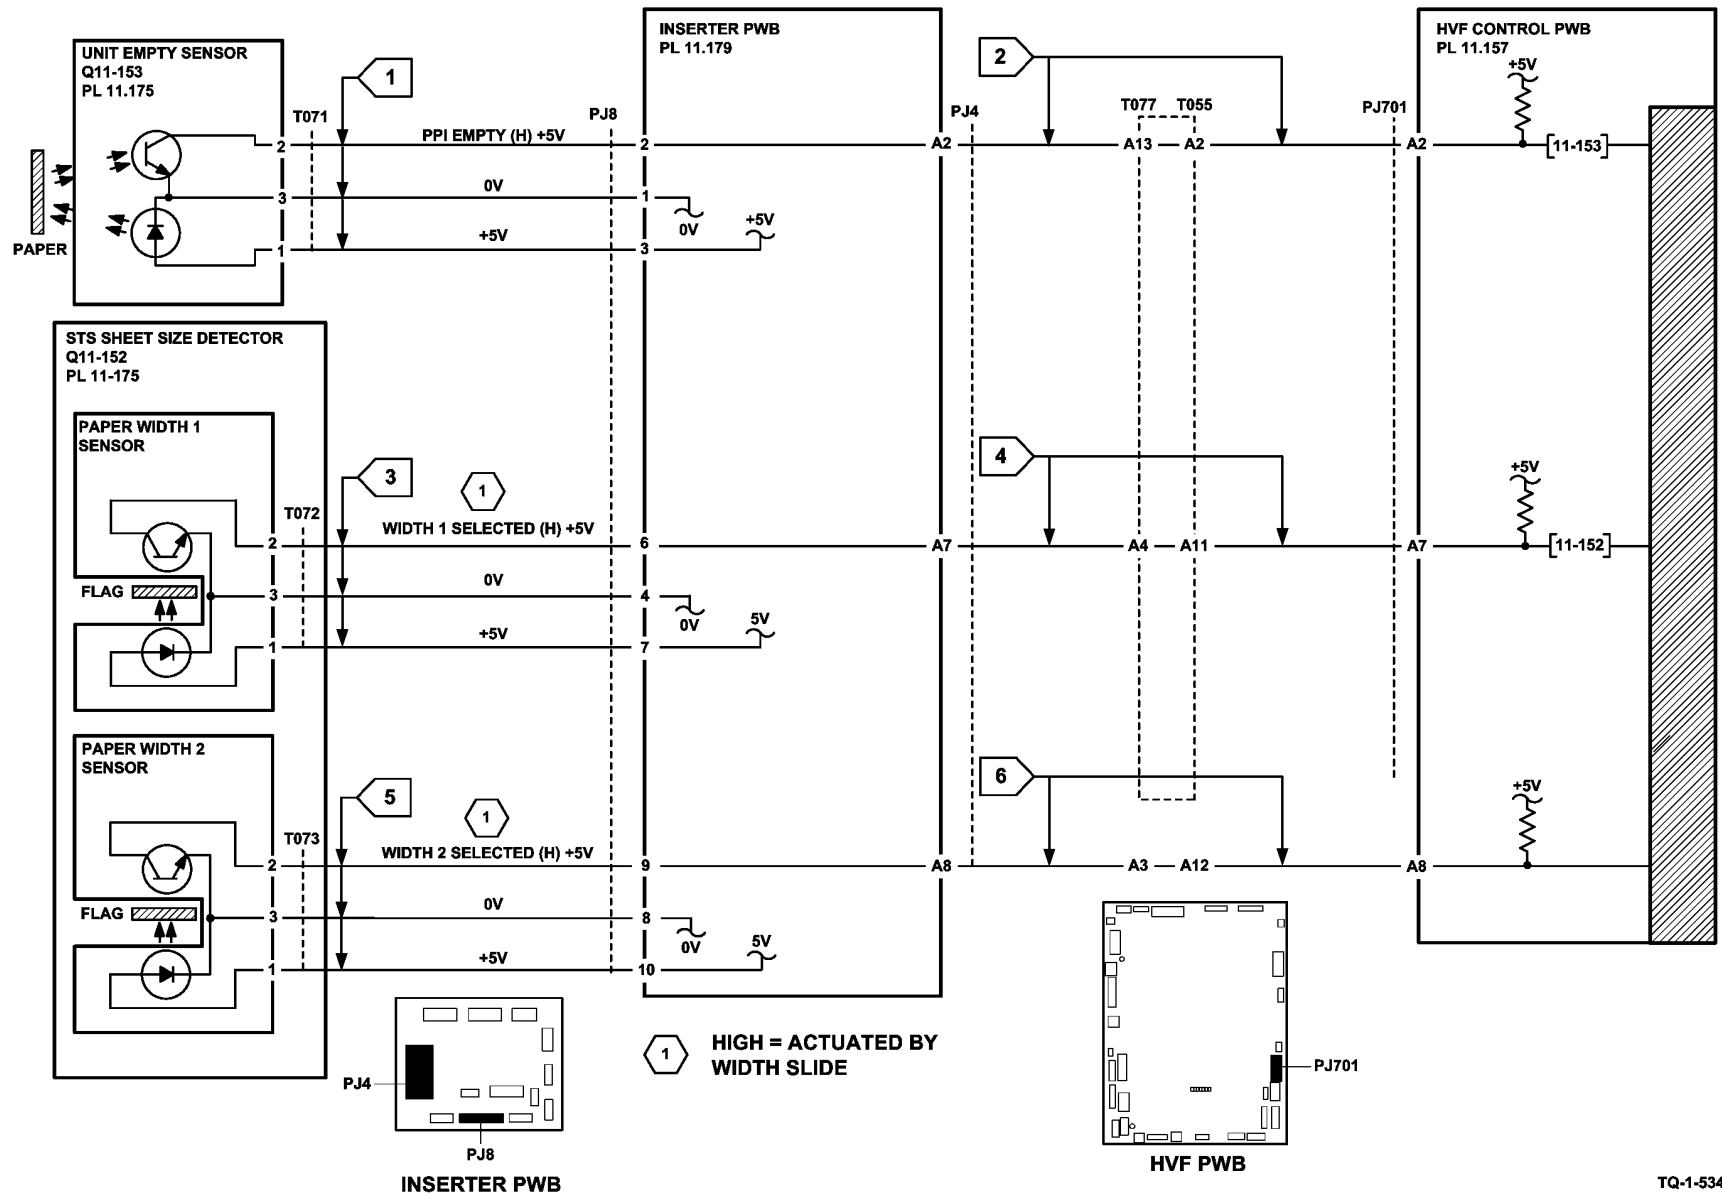 UNIT EMPTY SENSOR
Q11-153
PL 11.175
PAPER
T071
2
3
1
1
PPI EMPTY (H) +5V
0V
+5V
PJ8
INSERTER PWB
PL 11.179
2
1
3
0V
+5V
A2
PJ4
2
T077
T055
A13
A2
PJ701
HVF CONTROL PWB
PL 11.157
+5V
A2
11-153
STS SHEET SIZE DETECTOR
Q11-152
PL 11-175
PAPER WIDTH 1
SENSOR
FLAG
T072
2
3
1
3
1
WIDTH 1 SELECTED (H) +5V
0V
+5V
6
4
7
0V
5V
A7
4
A4
A11
A7
+5V
11-152
PAPER WIDTH 2
SENSOR
FLAG
T073
2
3
1
5
1
WIDTH 2 SELECTED (H) +5V
0V
+5V
9
8
10
0V
5V
A8
6
A3
A12
A8
+5V
1
HIGH = ACTUATED BY
WIDTH SLIDE
PJ4
PJ8
INSERTER PWB
PJ701
HVF PWB
TQ-1-534